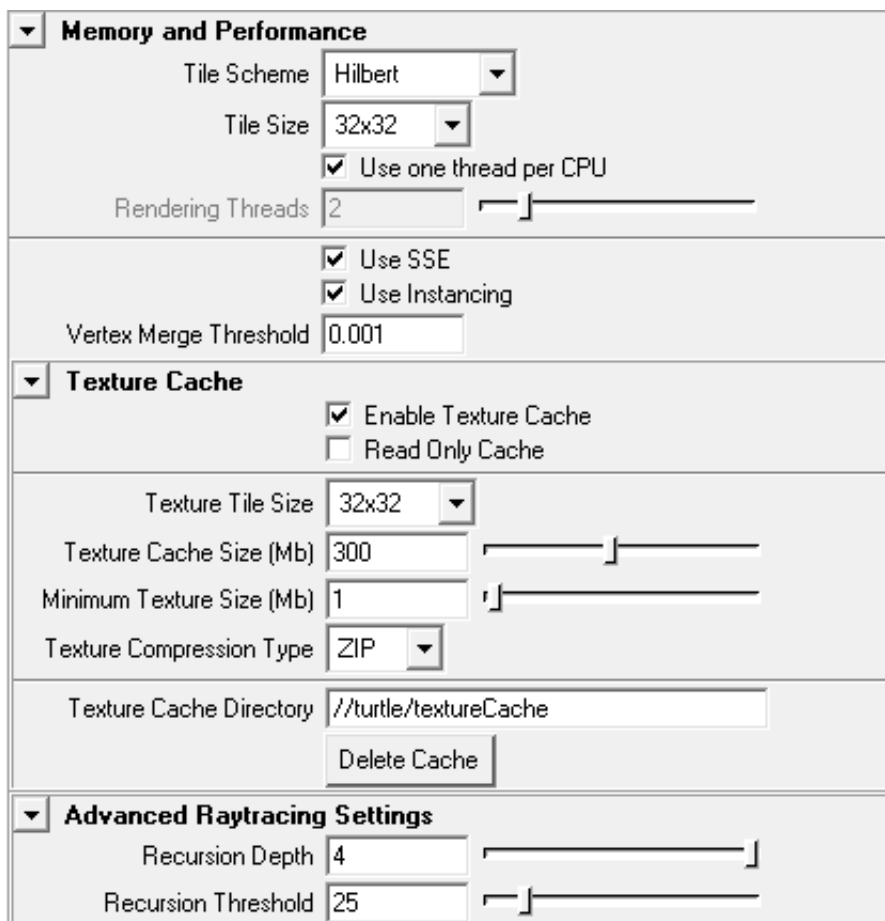 Memory and Performance
Tile Scheme Hilbert
Tile Size 32x32
Use one thread per CPU
Rendering Threads 2
Use SSE
Use Instancing
Vertex Merge Threshold 0.001
Texture Cache
Enable Texture Cache
Read Only Cache
Texture Tile Size 32x32
Texture Cache Size (Mb) 300
Minimum Texture Size (Mb) 1
Texture Compression Type ZIP
Texture Cache Directory //turtle/textureCache
Delete Cache
Advanced Raytracing Settings
Recursion Depth 4
Recursion Threshold 25